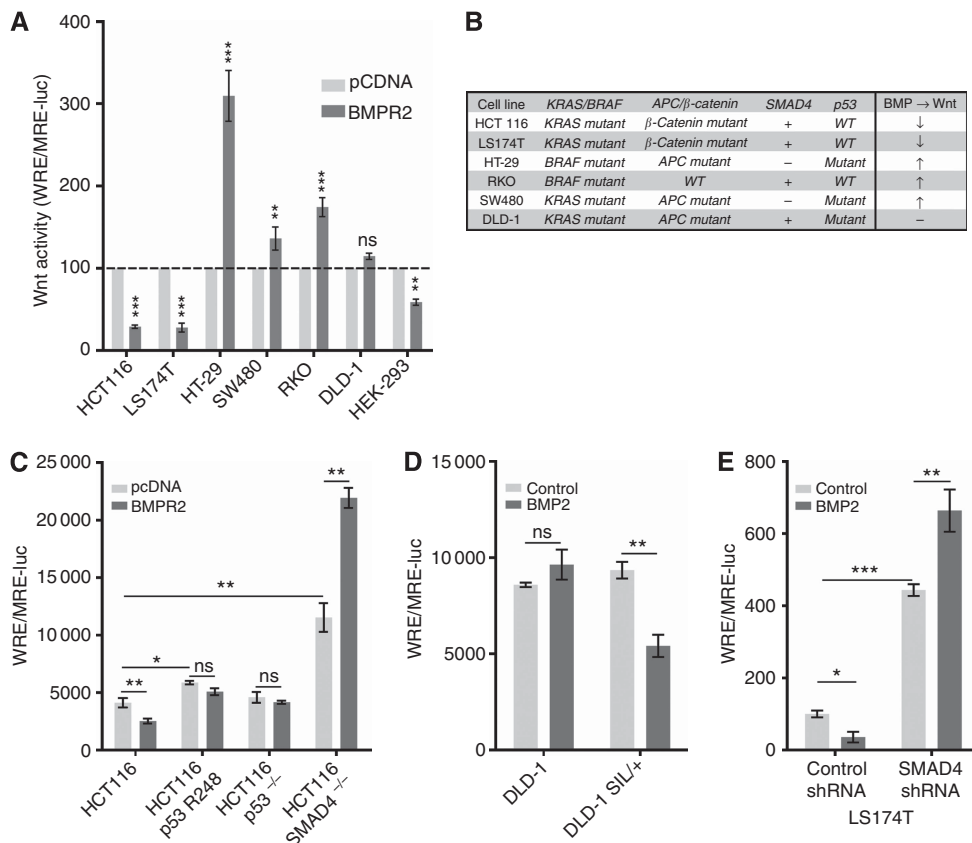 A
Wnt activity (WRE/MRE-luc)
400
300
200
100
0
pCDNA
BMPR2
***
***
***
**
***
ns
**
HCT116
LS174T
HT-29
SW480
RKO
DLD-1
HEK-293
B
Cell line KRAS/BRAF APC/β-catenin SMAD4 p53 BMP → Wnt
HCT 116 KRAS mutant β-Catenin mutant + WT ↓
LS174T KRAS mutant β-Catenin mutant + WT ↓
HT-29 BRAF mutant APC mutant – Mutant ↑
RKO BRAF mutant WT + WT ↑
SW480 KRAS mutant APC mutant – Mutant ↑
DLD-1 KRAS mutant APC mutant + Mutant –
C
WRE/MRE-luc
25 000
20 000
15 000
10 000
5000
0
pcDNA
BMPR2
**
**
*
**
ns
ns
HCT116
HCT116 p53 R248
HCT116 p53 -/-
HCT116 SMAD4 -/-
D
WRE/MRE-luc
15 000
10 000
5000
0
Control
BMP2
ns
**
DLD-1
DLD-1 SIL/+
E
WRE/MRE-luc
800
600
400
200
0
Control
BMP2
**
***
*
Control shRNA
SMAD4 shRNA
LS174T